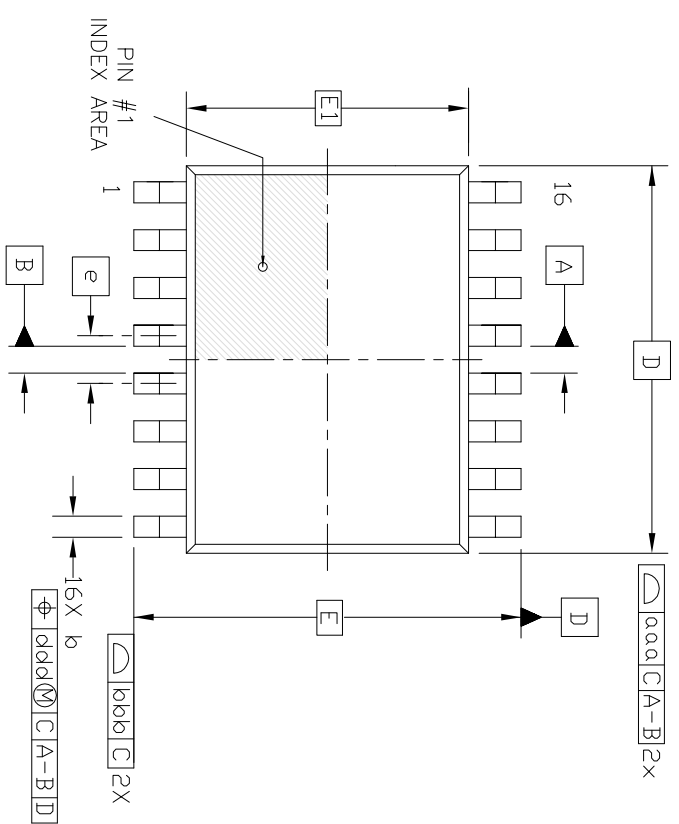 PIN #1
INDEX AREA
E1
1
16
B
e
A
D
16X b
E
D
aaa C A-B 2x
bbb C 2X
ddd Ⓜ C A-B D